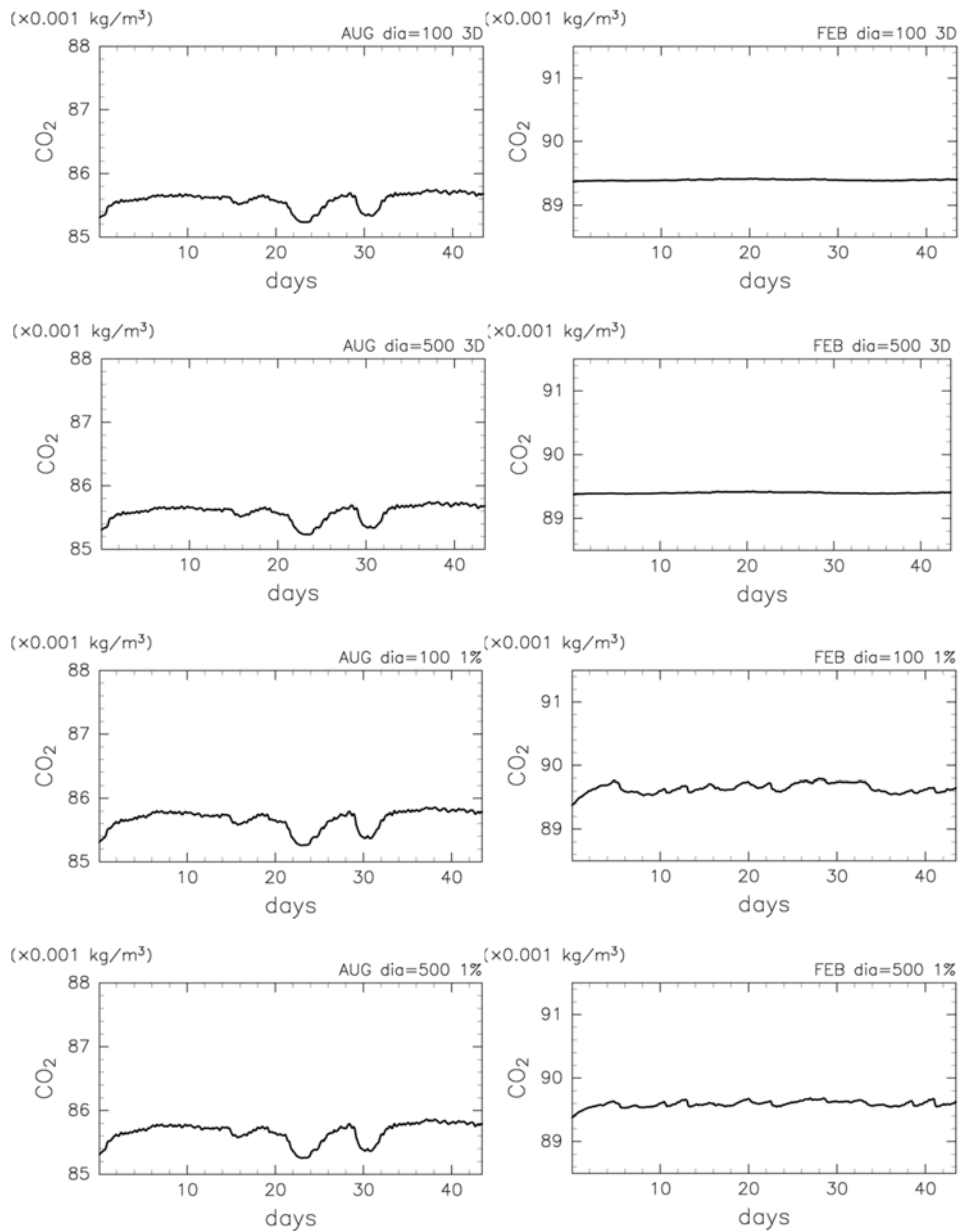 (×0.001 kg/m³)
AUG dia=100 3D
88
87
86
85
CO₂
10 20 30 40
days
(×0.001 kg/m³)
FEB dia=100 3D
91
90
89
CO₂
10 20 30 40
days
(×0.001 kg/m³)
AUG dia=500 3D
88
87
86
85
CO₂
10 20 30 40
days
(×0.001 kg/m³)
FEB dia=500 3D
91
90
89
CO₂
10 20 30 40
days
(×0.001 kg/m³)
AUG dia=100 1%
88
87
86
85
CO₂
10 20 30 40
days
(×0.001 kg/m³)
FEB dia=100 1%
91
90
89
CO₂
10 20 30 40
days
(×0.001 kg/m³)
AUG dia=500 1%
88
87
86
85
CO₂
10 20 30 40
days
(×0.001 kg/m³)
FEB dia=500 1%
91
90
89
CO₂
10 20 30 40
days